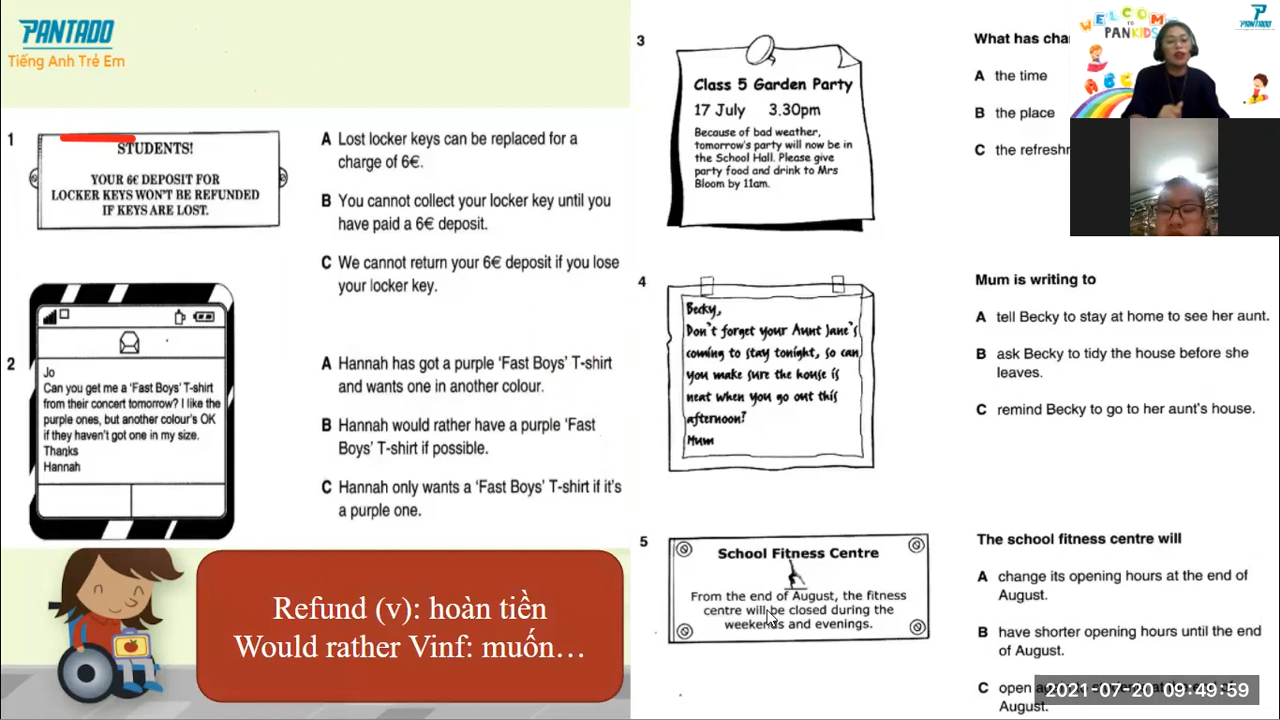 PANTADO
Tiếng Anh Trẻ Em
1
STUDENTS!
YOUR 6€ DEPOSIT FOR
LOCKER KEYS WON'T BE REFUNDED
IF KEYS ARE LOST.
A Lost locker keys can be replaced for a
charge of 6€.
B You cannot collect your locker key until you
have paid a 6€ deposit.
C We cannot return your 6€ deposit if you lose
your locker key.
2
Jo
Can you get me a 'Fast Boys' T-shirt
from their concert tomorrow? I like the
purple ones, but another colour's OK
if they haven't got one in my size.
Thanks
Hannah
A Hannah has got a purple 'Fast Boys' T-shirt
and wants one in another colour.
B Hannah would rather have a purple 'Fast
Boys' T-shirt if possible.
C Hannah only wants a 'Fast Boys' T-shirt if it's
a purple one.
Refund (v): hoàn tiền
Would rather Vinf: muốn…
3
Class 5 Garden Party
17 July 3.30pm
Because of bad weather,
tomorrow's party will now be in
the School Hall. Please give
party food and drink to Mrs
Bloom by 11am.
What has
A the time
B the place
C the
WELCOME
TO
PANKIDS
PANTADO
4
Becky,
Don't forget your Aunt Jane's
coming to stay tonight, so can
you make sure the house is
neat when you go out this
afternoon?
Mum
Mum is writing to
A tell Becky to stay at home to see her aunt.
B ask Becky to tidy the house before she
leaves.
C remind Becky to go to her aunt's house.
5
School Fitness Centre
From the end of August, the fitness
centre will be closed during the
weekends and evenings.
The school fitness centre will
A change its opening hours at the end of
August.
B have shorter opening hours until the end
of August.
C open
August.
2021-07-20 09:49:59